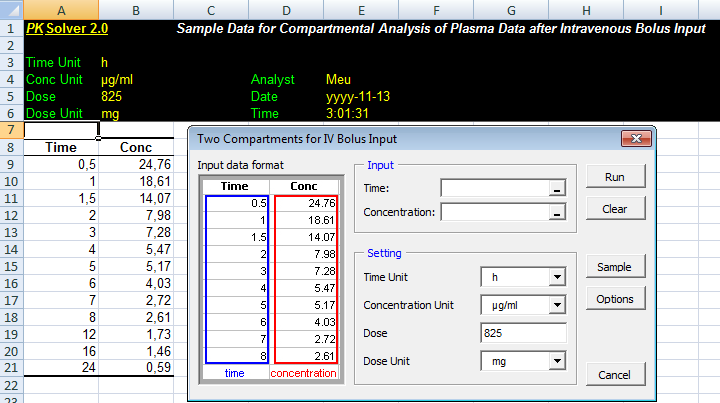 A B C D E F G H I
1 PK Solver 2.0 Sample Data for Compartmental Analysis of Plasma Data after Intravenous Bolus Input
2
3 Time Unit h
4 Conc Unit µg/ml Analyst Meu
5 Dose 825 Date yyyy-11-13
6 Dose Unit mg Time 3:01:31
7
8 Time Conc
9 0,5 24,76
10 1 18,61
11 1,5 14,07
12 2 7,98
13 3 7,28
14 4 5,47
15 5 5,17
16 6 4,03
17 7 2,72
18 8 2,61
19 12 1,73
20 16 1,46
21 24 0,59
22
23
Two Compartments for IV Bolus Input
Input data format
Time Conc
0.5 24.76
1 18.61
1.5 14.07
2 7.98
3 7.28
4 5.47
5 5.17
6 4.03
7 2.72
8 2.61
time concentration
Input
Time: _
Concentration: _
Setting
Time Unit h
Concentration Unit µg/ml
Dose 825
Dose Unit mg
Run
Clear
Sample
Options
Cancel